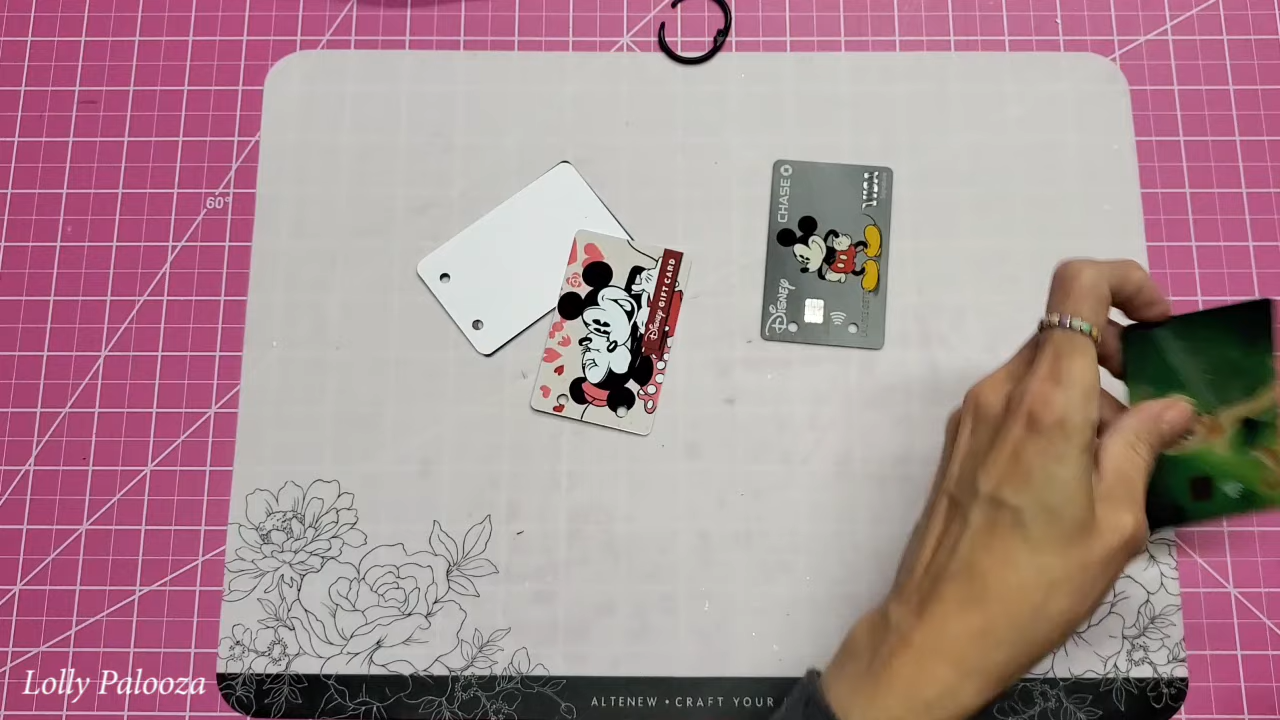 60°
CHASE
VISA
Disney
Disney GIFT CARD
Lolly Palooza
ALTENEW • CRAFT YOUR